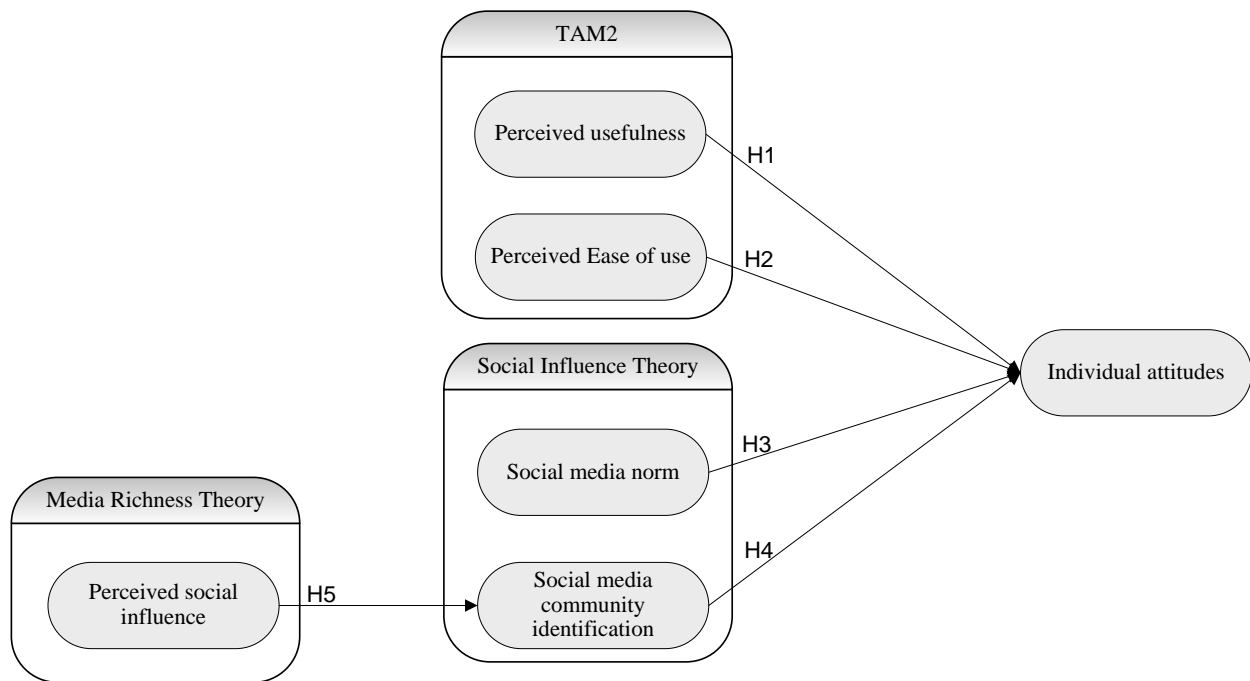 TAM2
Perceived usefulness
H1
Perceived Ease of use
H2
Social Influence Theory
Individual attitudes
Social media norm
H3
Media Richness Theory
H4
Perceived social
influence
H5
Social media
community
identification